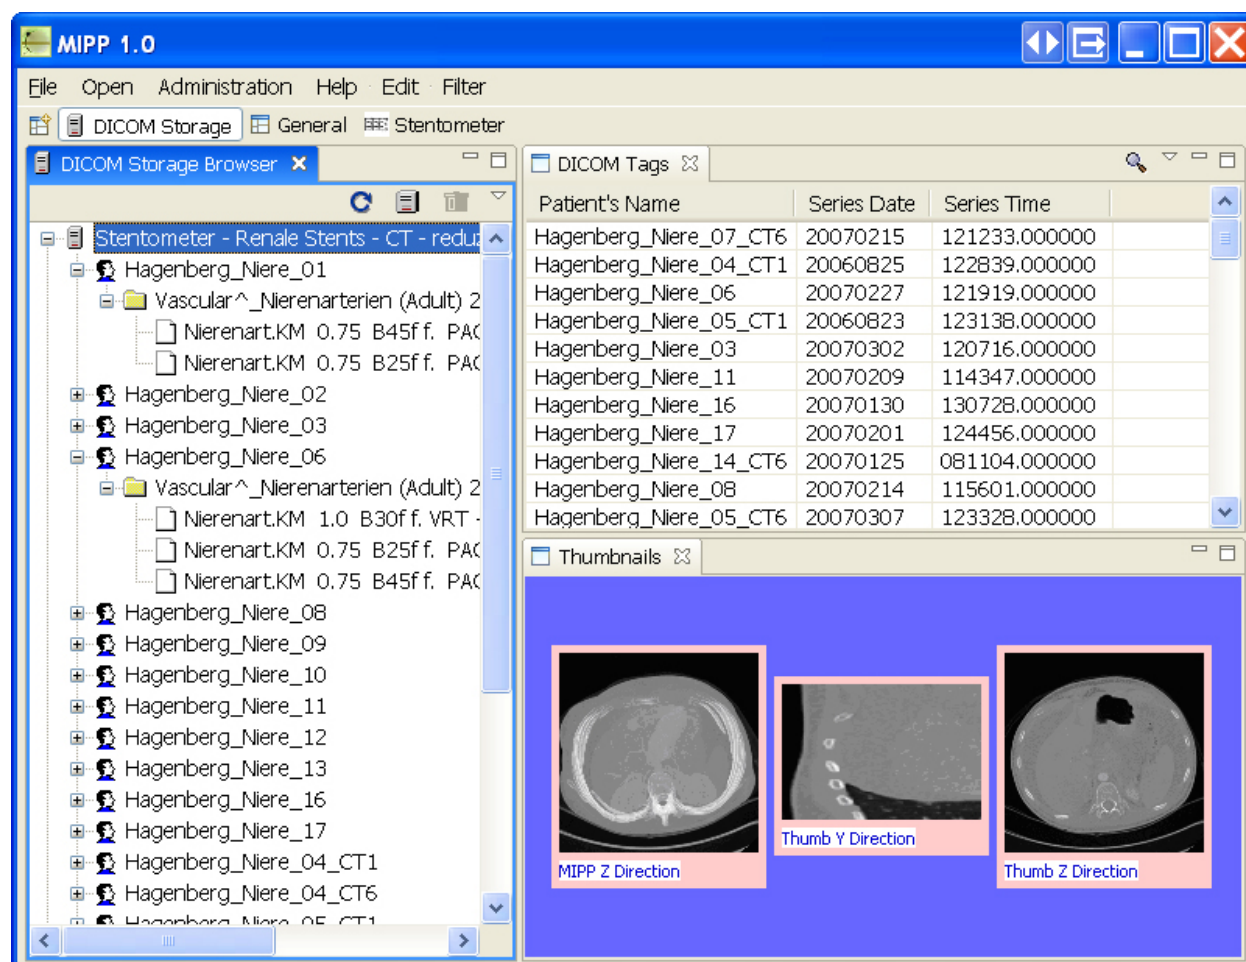 MIPP 1.0
File Open Administration Help Edit Filter
DICOM Storage General Stentometer
DICOM Storage Browser
Stentometer - Renale Stents - CT - reduz
Hagenberg_Niere_01
Vascular^_Nierenarterien (Adult) 2
Nierenart.KM 0.75 B45f f. PAC
Nierenart.KM 0.75 B25f f. PAC
Hagenberg_Niere_02
Hagenberg_Niere_03
Hagenberg_Niere_06
Vascular^_Nierenarterien (Adult) 2
Nierenart.KM 1.0 B30f f. VRT -
Nierenart.KM 0.75 B25f f. PAC
Nierenart.KM 0.75 B45f f. PAC
Hagenberg_Niere_08
Hagenberg_Niere_09
Hagenberg_Niere_10
Hagenberg_Niere_11
Hagenberg_Niere_12
Hagenberg_Niere_13
Hagenberg_Niere_16
Hagenberg_Niere_17
Hagenberg_Niere_04_CT1
Hagenberg_Niere_04_CT6
Hagenberg_Niere_05_CT1
DICOM Tags
Patient's Name Series Date Series Time
Hagenberg_Niere_07_CT6 20070215 121233.000000
Hagenberg_Niere_04_CT1 20060825 122839.000000
Hagenberg_Niere_06 20070227 121919.000000
Hagenberg_Niere_05_CT1 20060823 123138.000000
Hagenberg_Niere_03 20070302 120716.000000
Hagenberg_Niere_11 20070209 114347.000000
Hagenberg_Niere_16 20070130 130728.000000
Hagenberg_Niere_17 20070201 124456.000000
Hagenberg_Niere_14_CT6 20070125 081104.000000
Hagenberg_Niere_08 20070214 115601.000000
Hagenberg_Niere_05_CT6 20070307 123328.000000
Thumbnails
MIPP Z Direction
Thumb Y Direction
Thumb Z Direction